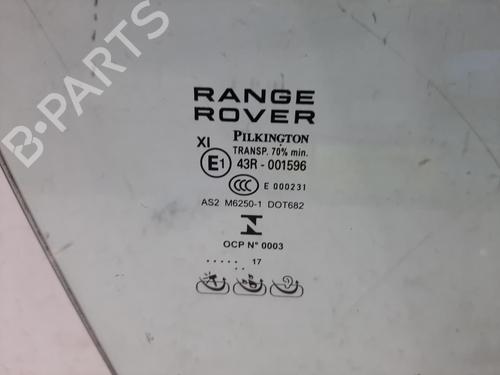 B-PARTS
RANGE
ROVER
PILKINGTON
XI
TRANSP. 70% min.
E1 43R - 001596
CCC E 000231
AS2 M6250-1 DOT682
N
OCP N° 0003
..... 17